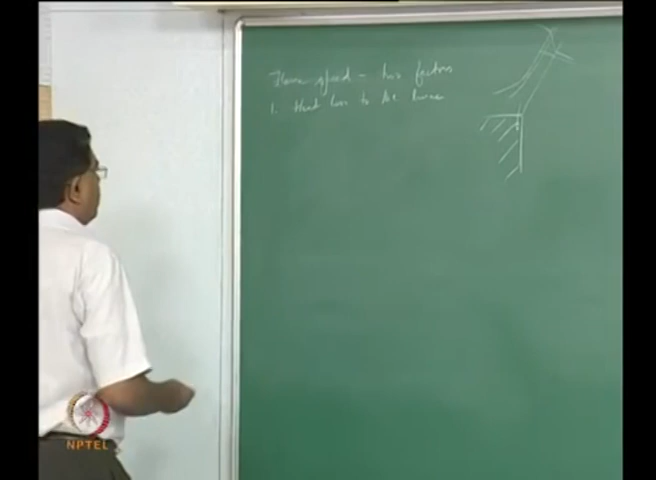 Flame speed - two factors
1. Heat loss to the burner
NPTEL